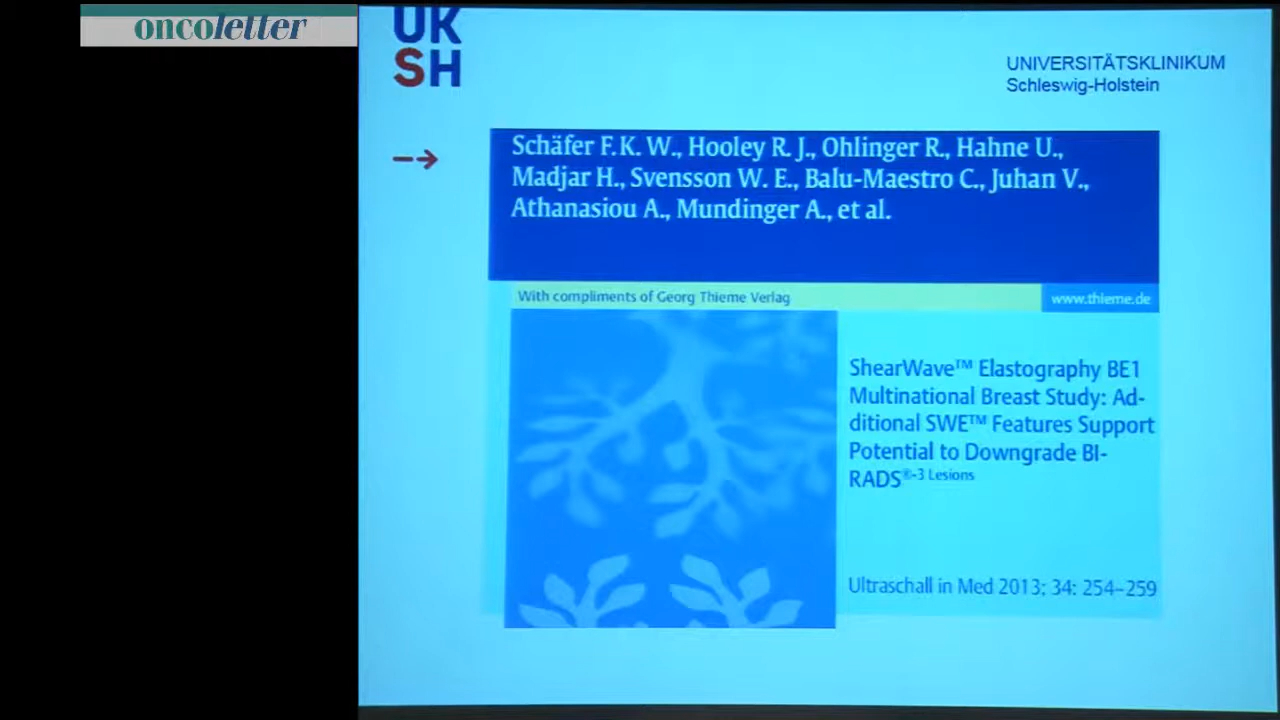 oncoletter
UK
SH
UNIVERSITÄTSKLINIKUM
Schleswig-Holstein
Schäfer F. K. W., Hooley R. J., Ohlinger R., Hahne U.,
Madjar H., Svensson W. E., Balu-Maestro C., Juhan V.,
Athanasiou A., Mundinger A., et al.
With compliments of Georg Thieme Verlag
www.thieme.de
ShearWave™ Elastography BE1
Multinational Breast Study: Ad-
ditional SWE™ Features Support
Potential to Downgrade BI-
RADS®-3 Lesions
Ultraschall in Med 2013; 34: 254–259